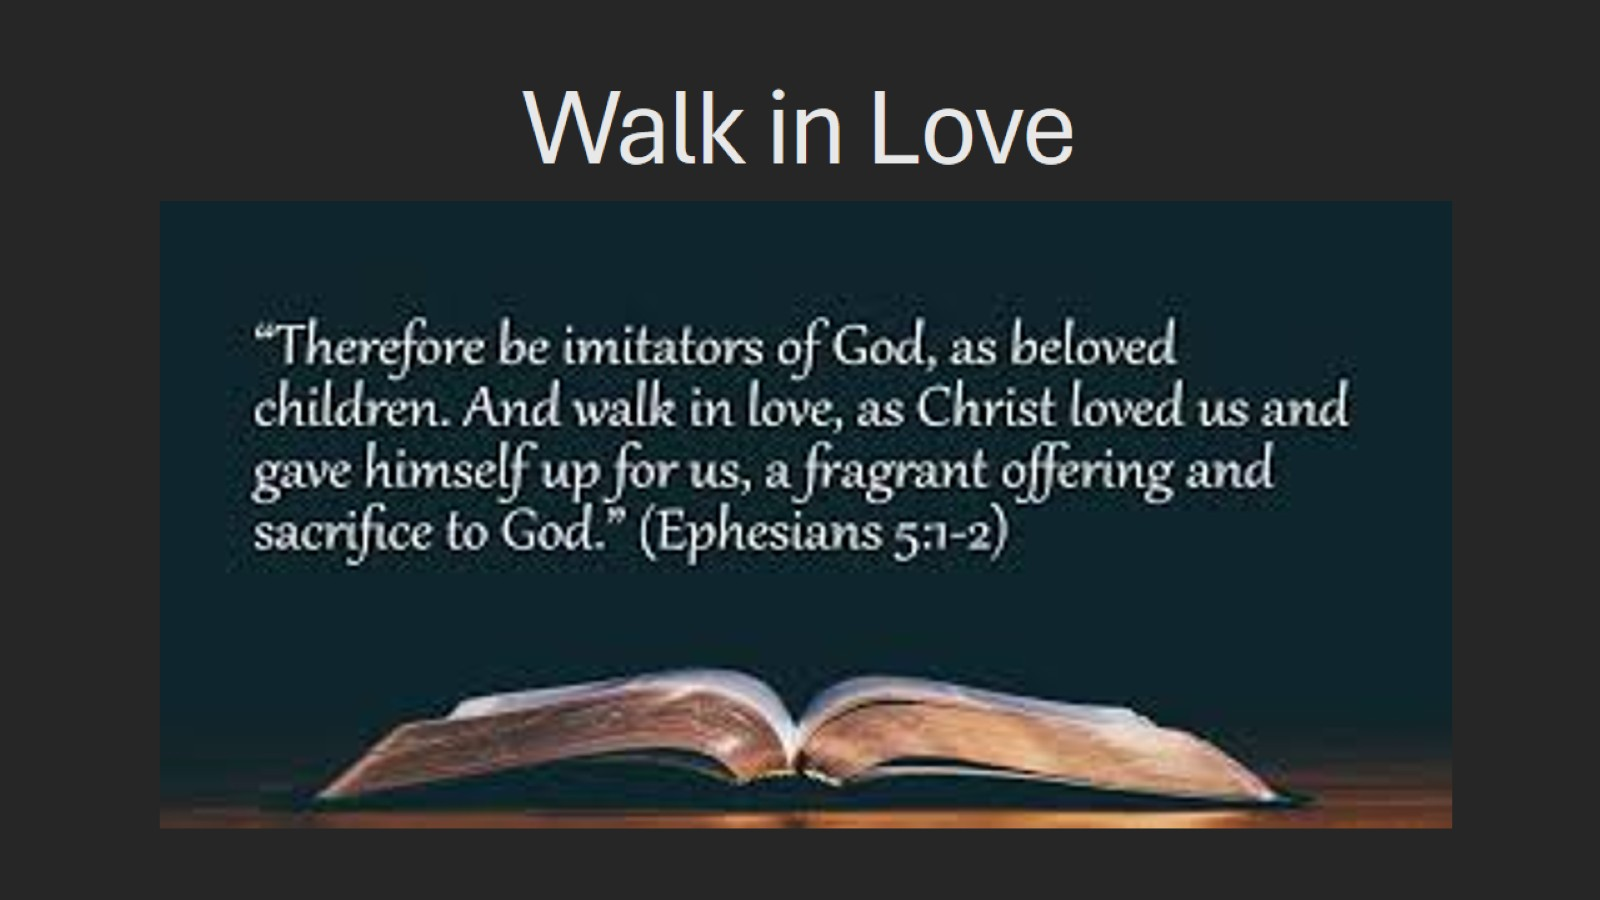 Walk in Love
“Therefore be imitators of God, as beloved
children. And walk in love, as Christ loved us and
gave himself up for us, a fragrant offering and
sacrifice to God.” (Ephesians 5:1-2)